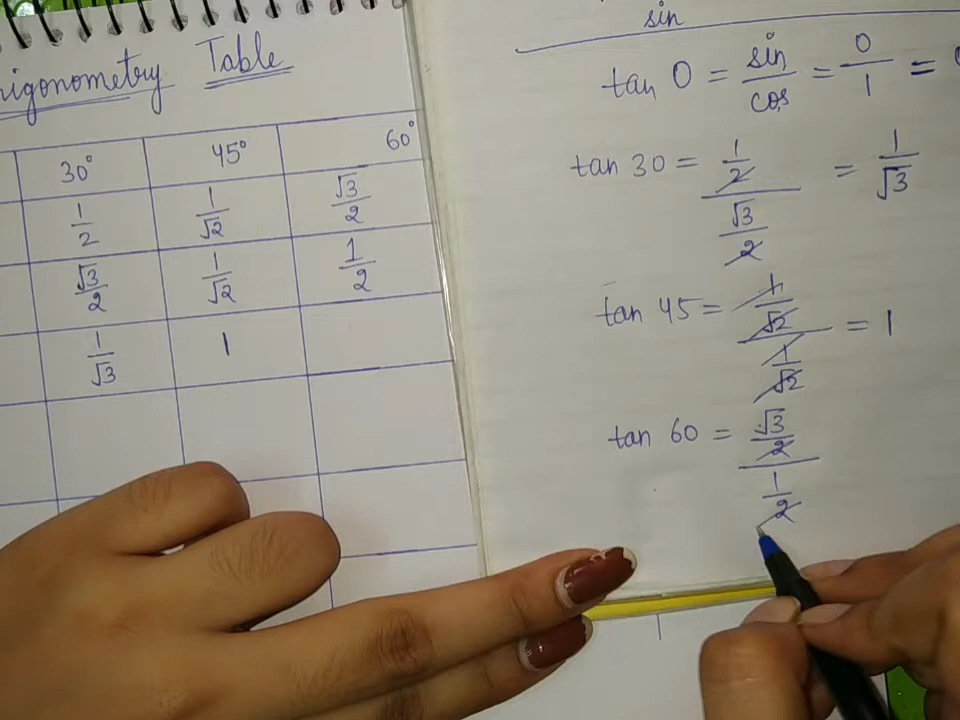 rigonometry Table
30° 45° 60°
1/2 1/√2 √3/2
√3/2 1/√2 1/2
1/√3 1
sin
tan 0 = sin/cos = 0/1 =
tan 30 = (1/2)/(√3/2) = 1/√3
tan 45 = (1/√2)/(1/√2) = 1
tan 60 = (√3/2)/(1/2)